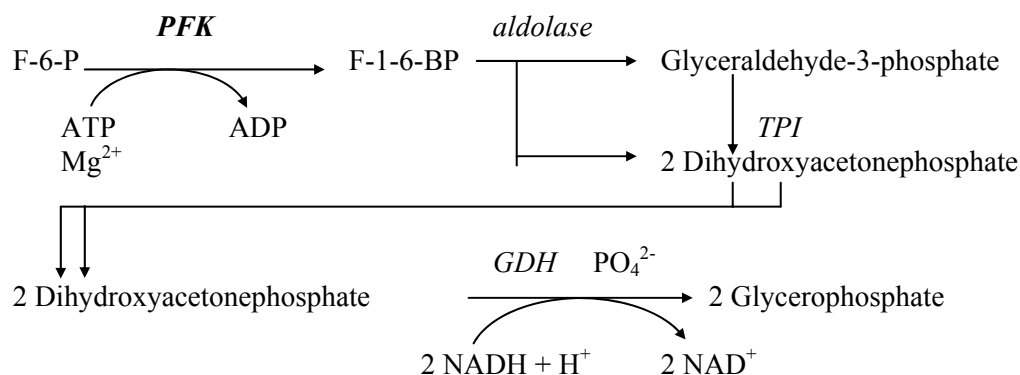 PFK aldolase
F-6-P F-1-6-BP Glyceraldehyde-3-phosphate
ATP ADP TPI
Mg²⁺ 2 Dihydroxyacetonephosphate
GDH PO₄²⁻
2 Dihydroxyacetonephosphate 2 Glycerophosphate
2 NADH + H⁺ 2 NAD⁺